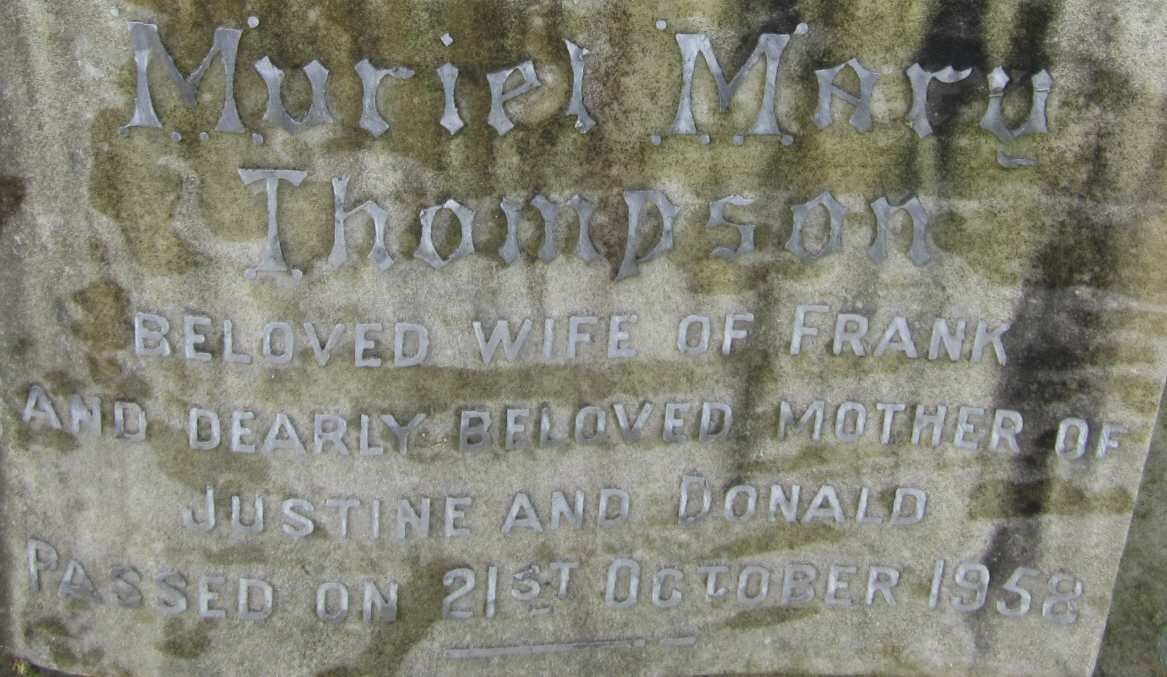 Muriel Mary
Thompson
BELOVED WIFE OF FRANK
AND DEARLY BELOVED MOTHER OF
JUSTINE AND DONALD
PASSED ON 21ST OCTOBER 1958